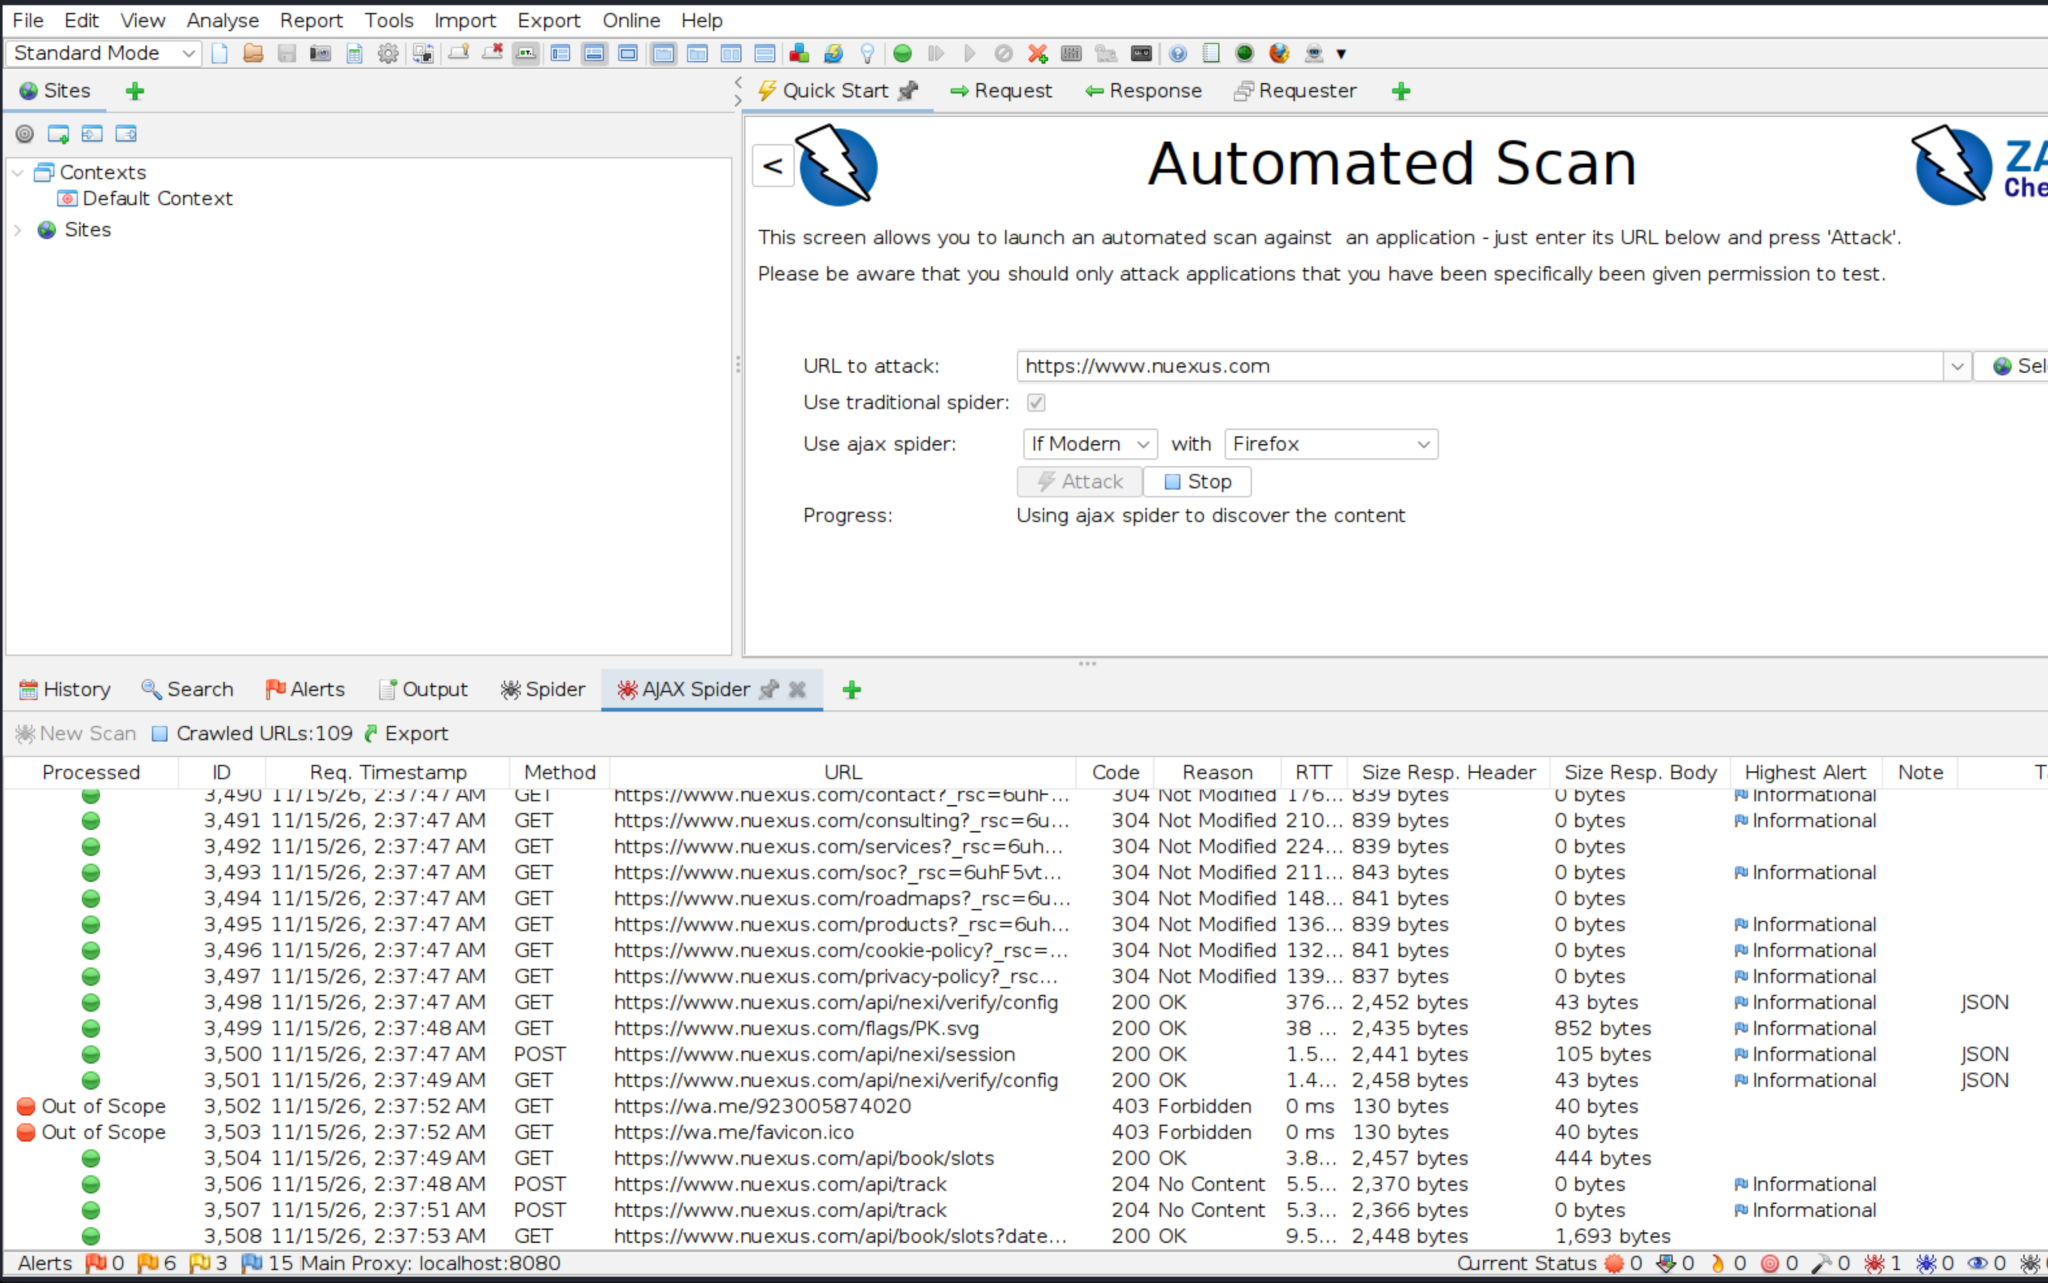 File Edit View Analyse Report Tools Import Export Online Help
Standard Mode
Sites
Quick Start Request Response Requester
Contexts
Default Context
Sites
<
Automated Scan
ZA
Che
This screen allows you to launch an automated scan against an application - just enter its URL below and press 'Attack'.
Please be aware that you should only attack applications that you have been specifically been given permission to test.
URL to attack: https://www.nuexus.com Sel
Use traditional spider:
Use ajax spider: If Modern with Firefox
Attack Stop
Progress: Using ajax spider to discover the content
History Search Alerts Output Spider AJAX Spider
New Scan Crawled URLs:109 Export
Processed ID Req. Timestamp Method URL Code Reason RTT Size Resp. Header Size Resp. Body Highest Alert Note T
3,490 11/15/26, 2:37:47 AM GET https://www.nuexus.com/contact?_rsc=6uhF... 304 Not Modified 176... 839 bytes 0 bytes Informational
3,491 11/15/26, 2:37:47 AM GET https://www.nuexus.com/consulting?_rsc=6u... 304 Not Modified 210... 839 bytes 0 bytes Informational
3,492 11/15/26, 2:37:47 AM GET https://www.nuexus.com/services?_rsc=6uh... 304 Not Modified 224... 839 bytes 0 bytes
3,493 11/15/26, 2:37:47 AM GET https://www.nuexus.com/soc?_rsc=6uhF5vt... 304 Not Modified 211... 843 bytes 0 bytes Informational
3,494 11/15/26, 2:37:47 AM GET https://www.nuexus.com/roadmaps?_rsc=6u... 304 Not Modified 148... 841 bytes 0 bytes
3,495 11/15/26, 2:37:47 AM GET https://www.nuexus.com/products?_rsc=6uh... 304 Not Modified 136... 839 bytes 0 bytes Informational
3,496 11/15/26, 2:37:47 AM GET https://www.nuexus.com/cookie-policy?_rsc=... 304 Not Modified 132... 841 bytes 0 bytes Informational
3,497 11/15/26, 2:37:47 AM GET https://www.nuexus.com/privacy-policy?_rsc... 304 Not Modified 139... 837 bytes 0 bytes Informational
3,498 11/15/26, 2:37:47 AM GET https://www.nuexus.com/api/nexi/verify/config 200 OK 376... 2,452 bytes 43 bytes Informational JSON
3,499 11/15/26, 2:37:48 AM GET https://www.nuexus.com/flags/PK.svg 200 OK 38 ... 2,435 bytes 852 bytes Informational
3,500 11/15/26, 2:37:47 AM POST https://www.nuexus.com/api/nexi/session 200 OK 1.5... 2,441 bytes 105 bytes Informational JSON
3,501 11/15/26, 2:37:49 AM GET https://www.nuexus.com/api/nexi/verify/config 200 OK 1.4... 2,458 bytes 43 bytes Informational JSON
Out of Scope 3,502 11/15/26, 2:37:52 AM GET https://wa.me/923005874020 403 Forbidden 0 ms 130 bytes 40 bytes
Out of Scope 3,503 11/15/26, 2:37:52 AM GET https://wa.me/favicon.ico 403 Forbidden 0 ms 130 bytes 40 bytes
3,504 11/15/26, 2:37:49 AM GET https://www.nuexus.com/api/book/slots 200 OK 3.8... 2,457 bytes 444 bytes
3,506 11/15/26, 2:37:48 AM POST https://www.nuexus.com/api/track 204 No Content 5.5... 2,370 bytes 0 bytes Informational
3,507 11/15/26, 2:37:51 AM POST https://www.nuexus.com/api/track 204 No Content 5.3... 2,366 bytes 0 bytes Informational
3,508 11/15/26, 2:37:53 AM GET https://www.nuexus.com/api/book/slots?date... 200 OK 9.5... 2,448 bytes 1,693 bytes
Alerts 0 6 3 15 Main Proxy: localhost:8080 Current Status 0 0 0 0 0 1 0 0